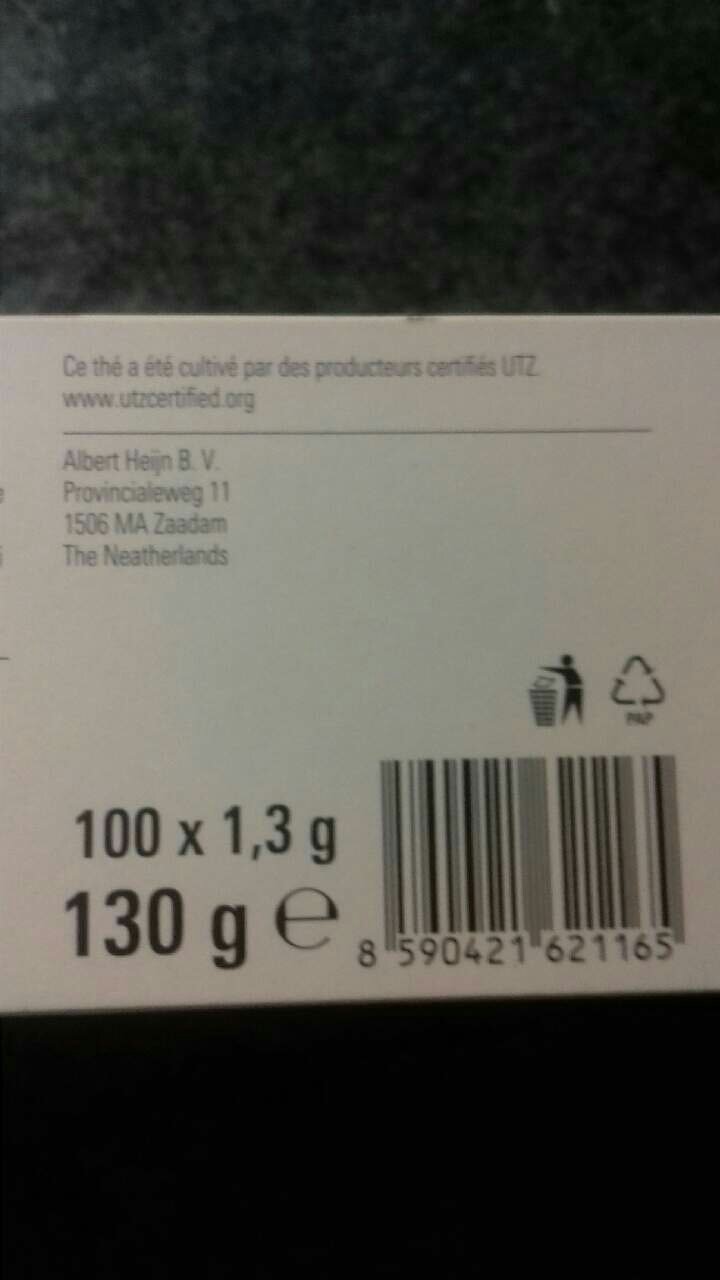 Ce thé a été cultivé par des producteurs certifiés UTZ.
www.utzcertified.org
Albert Heijn B. V.
Provincialeweg 11
1506 MA Zaadam
The Neatherlands
PAP
100 x 1,3 g
130 g e
8 590421 621165